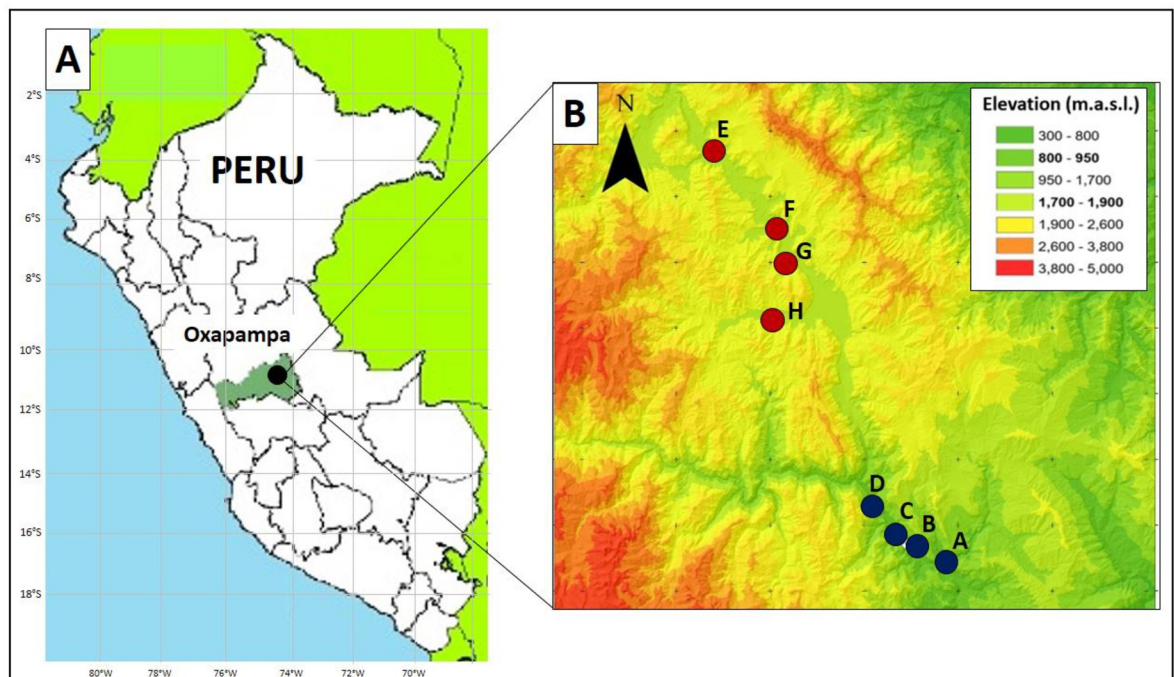 A
PERU
Oxapampa
2°S
4°S
6°S
8°S
10°S
12°S
14°S
16°S
18°S
80°W 78°W 76°W 74°W 72°W 70°W
B
N
E
F
G
H
D
C
B
A
Elevation (m.a.s.l.)
300 - 800
800 - 950
950 - 1,700
1,700 - 1,900
1,900 - 2,600
2,600 - 3,800
3,800 - 5,000